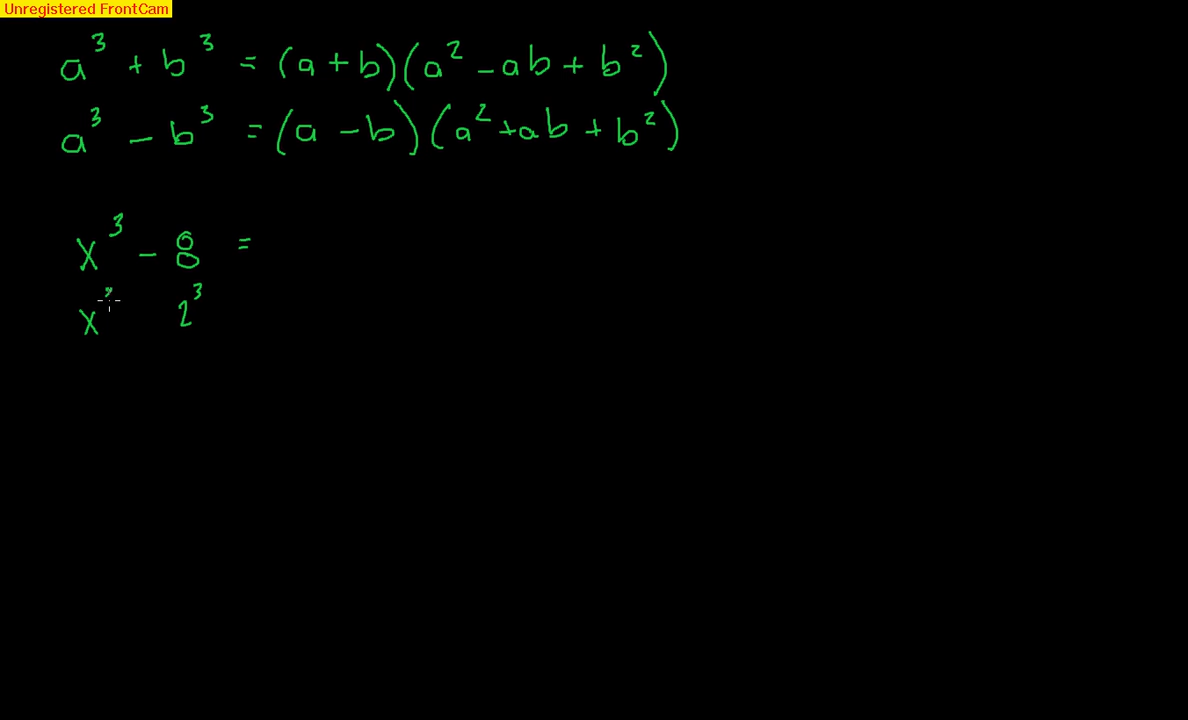 Unregistered FrontCam
a³ + b³ = (a + b)(a² - ab + b²)
a³ - b³ = (a - b)(a² + ab + b²)
x³ - 8 =
x³ 2³